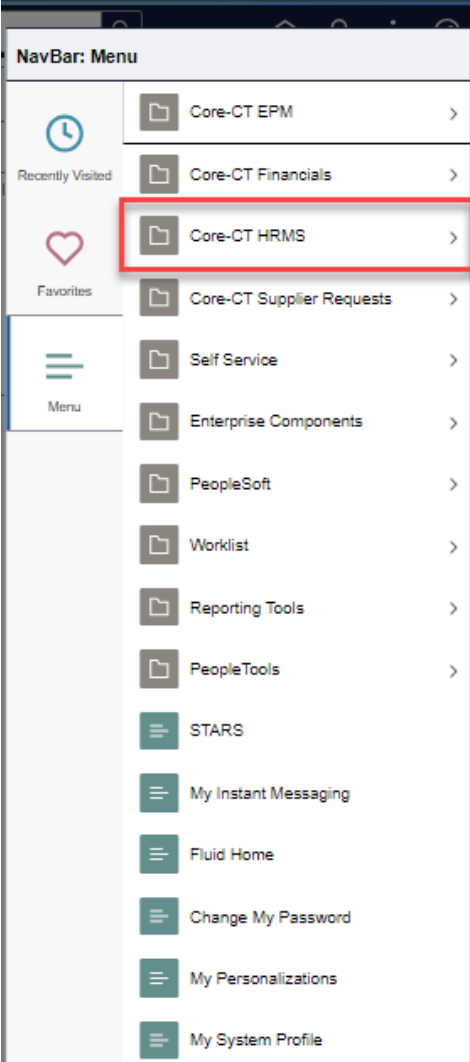 NavBar: Menu
Recently Visited
Favorites
Menu
Core-CT EPM
Core-CT Financials
Core-CT HRMS
Core-CT Supplier Requests
Self Service
Enterprise Components
PeopleSoft
Worklist
Reporting Tools
PeopleTools
STARS
My Instant Messaging
Fluid Home
Change My Password
My Personalizations
My System Profile